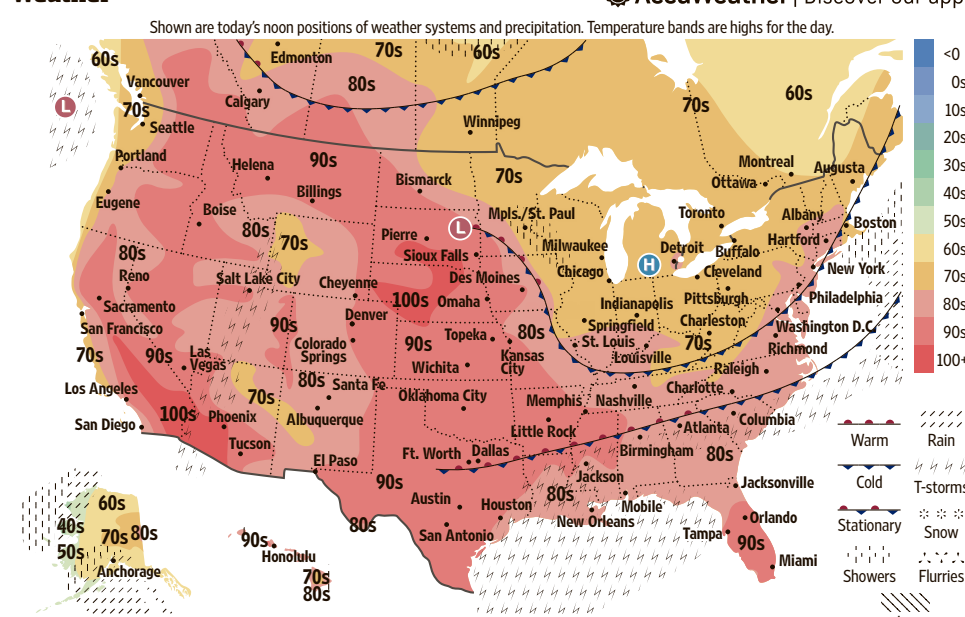 Weather
AccuWeather | Discover our app
Shown are today's noon positions of weather systems and precipitation. Temperature bands are highs for the day.
60s
Edmonton
70s
60s
<0
Vancouver
80s
0s
L
Calgary
70s
60s
10s
70s
Seattle
Winnipeg
20s
Portland
Helena
90s
Montreal
Augusta
30s
Billings
Bismarck
70s
Ottawa
40s
Eugene
Boise
80s
Mpls./St. Paul
Toronto
Albany
Boston
50s
70s
Pierre
L
Milwaukee
Detroit
Buffalo
Hartford
60s
80s
Sioux Falls
Chicago
H
Cleveland
New York
70s
Reno
Salt Lake City
Cheyenne
Des Moines
80s
Sacramento
100s
Omaha
Indianapolis
Pittsburgh
Philadelphia
90s
San Francisco
90s
Denver
Springfield
Charleston
Washington D.C.
100+
70s
90s
Las
Vegas
Colorado
Springs
90s
Topeka
80s
St. Louis
70s
Richmond
Wichita
Kansas
City
Louisville
Raleigh
Los Angeles
70s
80s
Santa Fe
Oklahoma City
Memphis
Nashville
Charlotte
San Diego
100s
Phoenix
Albuquerque
Little Rock
Atlanta
Columbia
Warm
Rain
Tucson
El Paso
Ft. Worth
Dallas
Birmingham
80s
90s
Jackson
Jacksonville
Cold
T-storms
60s
Austin
Houston
80s
Mobile
Orlando
40s
70s
80s
80s
San Antonio
New Orleans
Tampa
90s
Stationary
Snow
50s
90s
Honolulu
Miami
Anchorage
70s
80s
Showers
Flurries